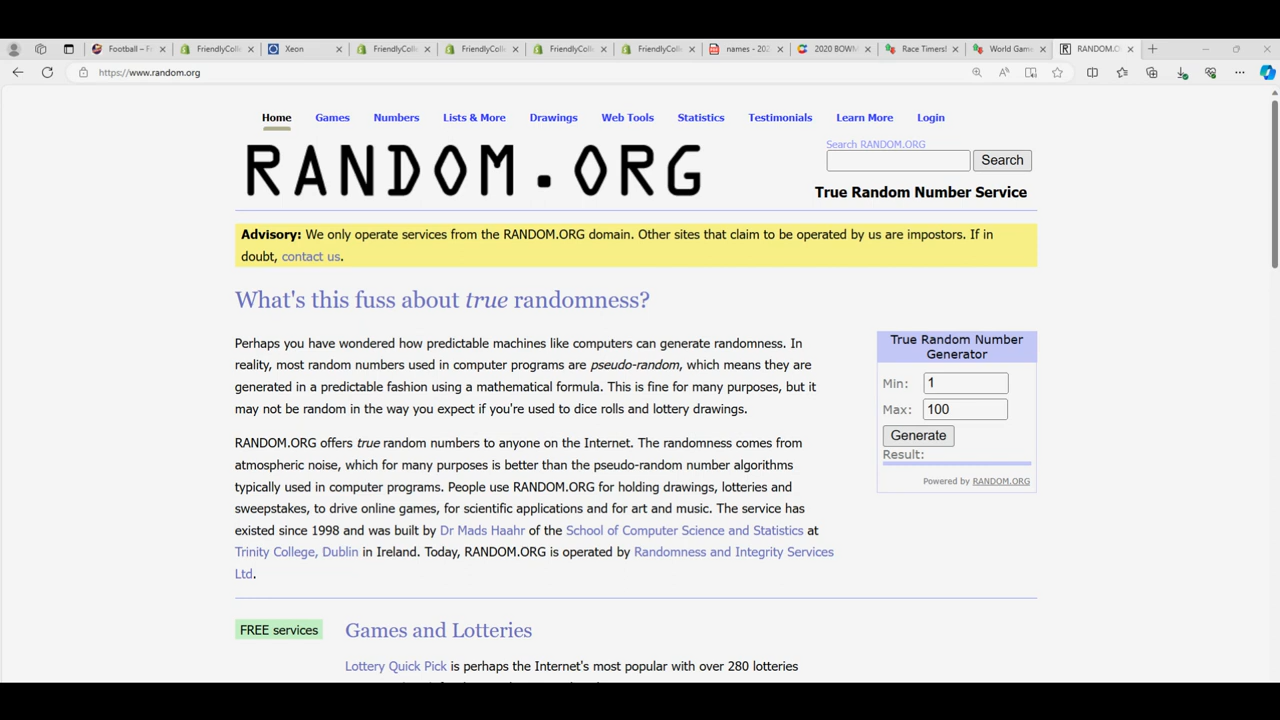 Football – F
FriendlyColl
Xeon
FriendlyColl
FriendlyColl
FriendlyColl
FriendlyColl
names - 202
2020 BOWM
Race Timers!
World Game
RANDOM.O
https://www.random.org
Home Games Numbers Lists & More Drawings Web Tools Statistics Testimonials Learn More Login
RANDOM.ORG
Search RANDOM.ORG
Search
True Random Number Service
Advisory: We only operate services from the RANDOM.ORG domain. Other sites that claim to be operated by us are impostors. If in
doubt, contact us.
What's this fuss about true randomness?
Perhaps you have wondered how predictable machines like computers can generate randomness. In
reality, most random numbers used in computer programs are pseudo-random, which means they are
generated in a predictable fashion using a mathematical formula. This is fine for many purposes, but it
may not be random in the way you expect if you're used to dice rolls and lottery drawings.
RANDOM.ORG offers true random numbers to anyone on the Internet. The randomness comes from
atmospheric noise, which for many purposes is better than the pseudo-random number algorithms
typically used in computer programs. People use RANDOM.ORG for holding drawings, lotteries and
sweepstakes, to drive online games, for scientific applications and for art and music. The service has
existed since 1998 and was built by Dr Mads Haahr of the School of Computer Science and Statistics at
Trinity College, Dublin in Ireland. Today, RANDOM.ORG is operated by Randomness and Integrity Services
Ltd.
True Random Number
Generator
Min: 1
Max: 100
Generate
Result:
Powered by RANDOM.ORG
FREE services
Games and Lotteries
Lottery Quick Pick is perhaps the Internet's most popular with over 280 lotteries